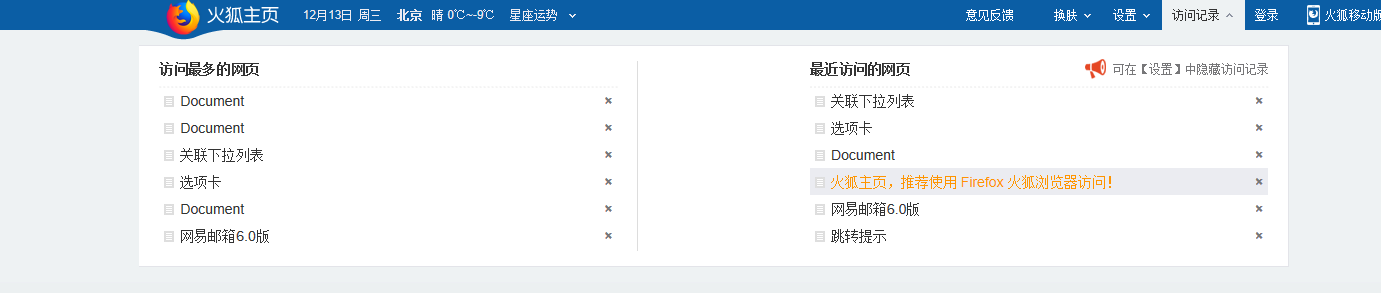 火狐主页 12月13日 周三 北京 晴 0℃~-9℃ 星座运势 意见反馈 换肤 设置 访问记录 登录 火狐移动版
访问最多的网页
Document
Document
关联下拉列表
选项卡
Document
网易邮箱6.0版
最近访问的网页 可在【设置】中隐藏访问记录
关联下拉列表
选项卡
Document
火狐主页，推荐使用 Firefox 火狐浏览器访问！
网易邮箱6.0版
跳转提示